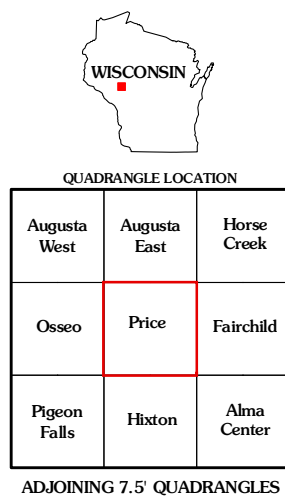 WISCONSIN
QUADRANGLE LOCATION
Augusta West
Augusta East
Horse Creek
Osseo
Price
Fairchild
Pigeon Falls
Hixton
Alma Center
ADJOINING 7.5' QUADRANGLES